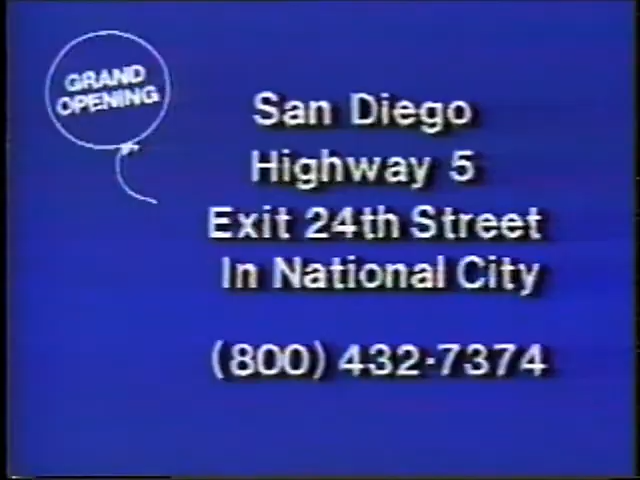 GRAND
OPENING
San Diego
Highway 5
Exit 24th Street
In National City
(800) 432-7374